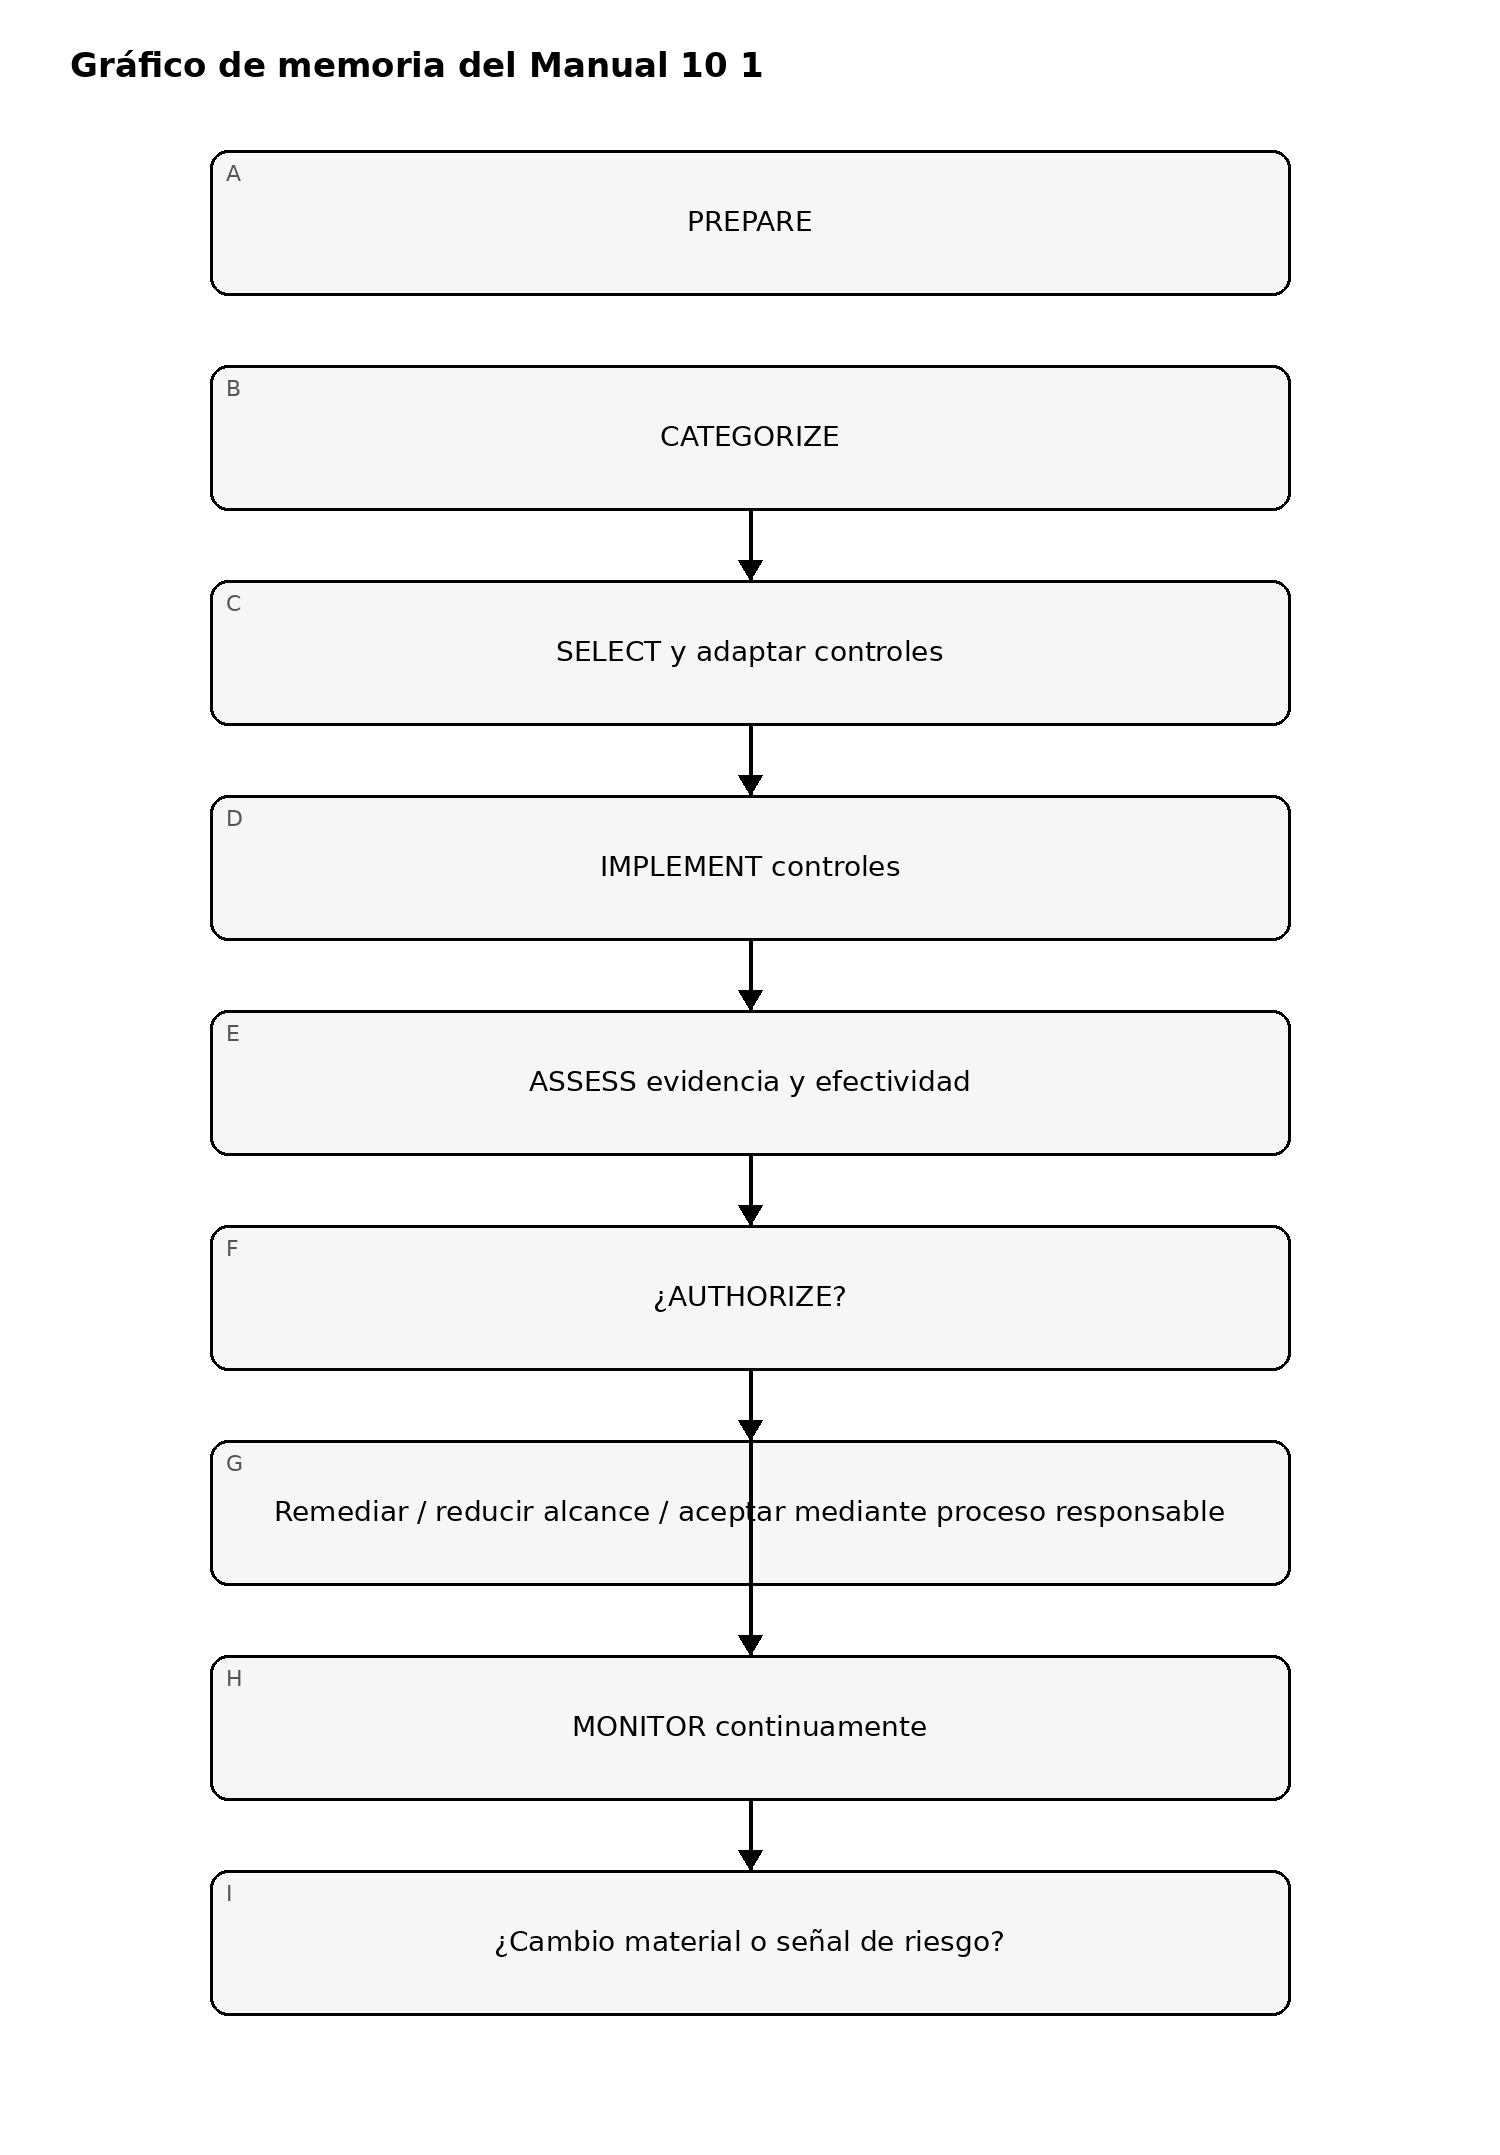 Gráfico de memoria del Manual 10 1
A
PREPARE
B
CATEGORIZE
C
SELECT y adaptar controles
D
IMPLEMENT controles
E
ASSESS evidencia y efectividad
F
¿AUTHORIZE?
G
Remediar / reducir alcance / aceptar mediante proceso responsable
H
MONITOR continuamente
I
¿Cambio material o señal de riesgo?